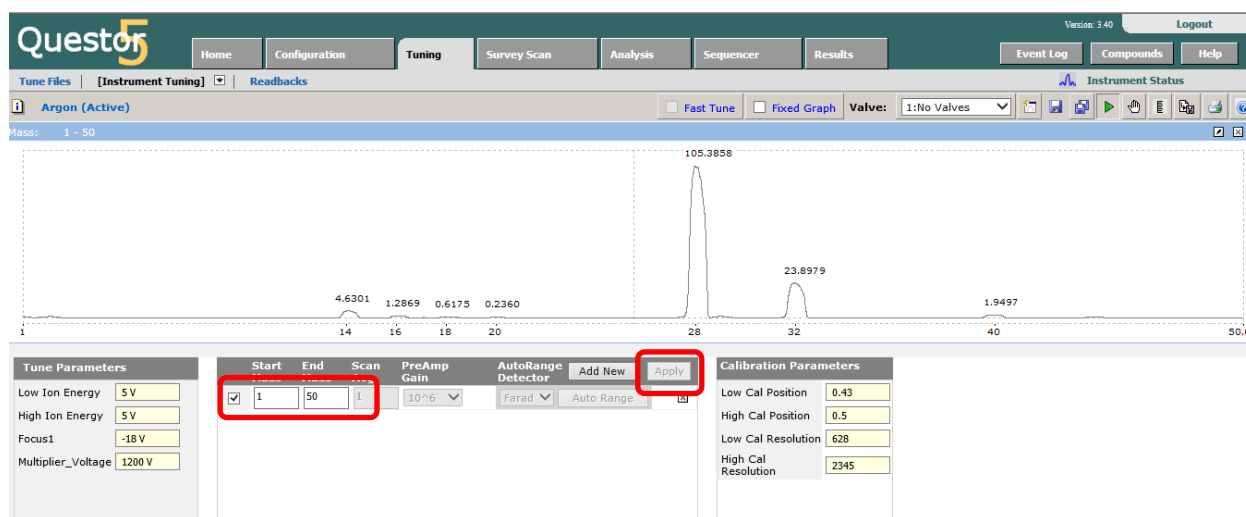 Version: 3.40 Logout
Questor5
Home Configuration Tuning Survey Scan Analysis Sequencer Results Event Log Compounds Help
Tune Files | [Instrument Tuning] | Readbacks Instrument Status
Argon (Active) Fast Tune Fixed Graph Valve: 1:No Valves
Mass: 1 - 50
105.3858
23.8979
4.6301 1.2869 0.6175 0.2360 1.9497
1 14 16 18 20 28 32 40 50.
Tune Parameters
Low Ion Energy 5 V
High Ion Energy 5 V
Focus1 -18 V
Multiplier_Voltage 1200 V
Start End Scan PreAmp Gain AutoRange Detector Add New Apply
1 50 1 10^6 Farad Auto Range
Calibration Parameters
Low Cal Position 0.43
High Cal Position 0.5
Low Cal Resolution 628
High Cal
Resolution 2345